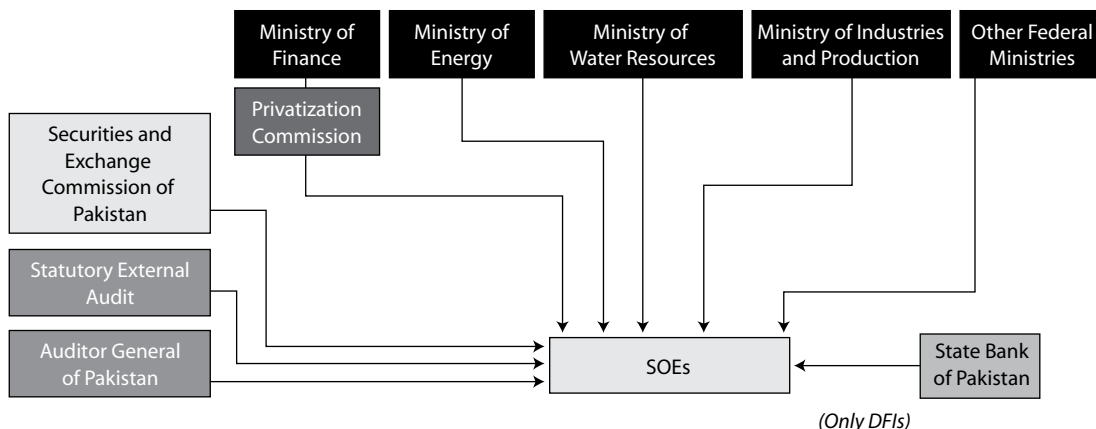 Ministry of
Finance
Ministry of
Energy
Ministry of
Water Resources
Ministry of Industries
and Production
Other Federal
Ministries
Privatization
Commission
Securities and
Exchange
Commission of
Pakistan
Statutory External
Audit
Auditor General
of Pakistan
SOEs
State Bank
of Pakistan
(Only DFIs)